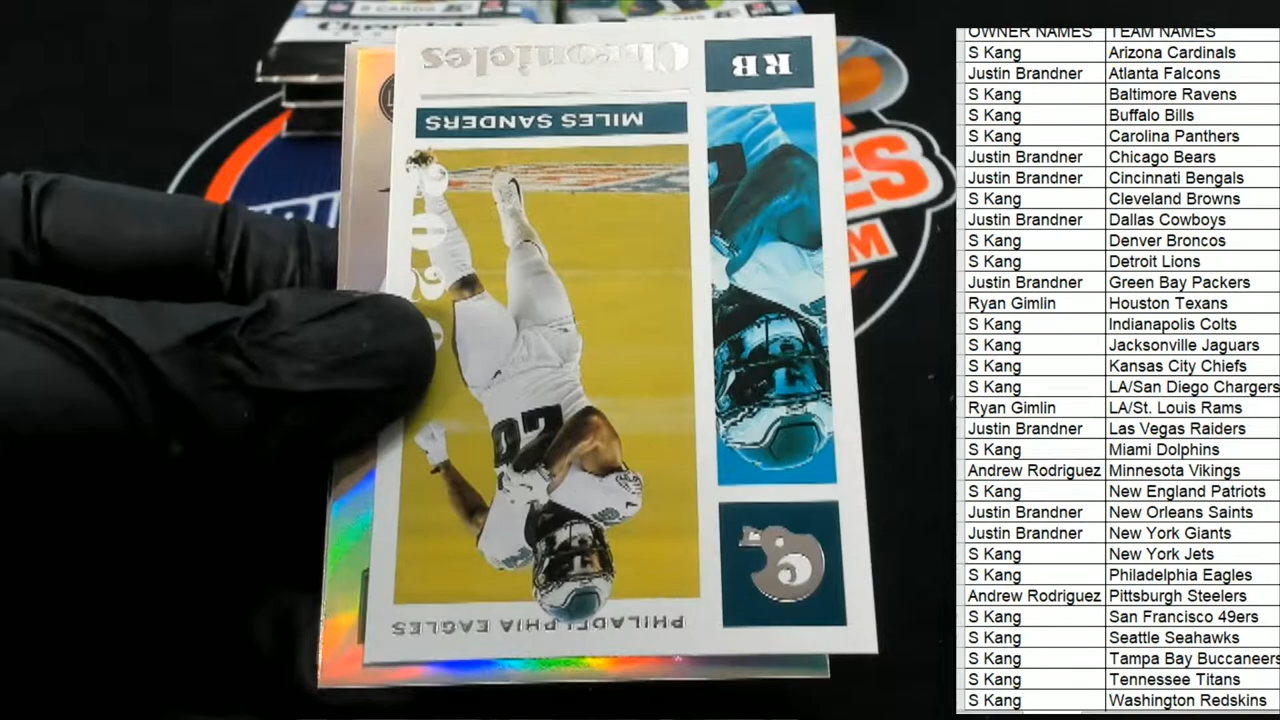 Chronicles
RB
MILES SANDERS
2020
PHILADELPHIA EAGLES
ES
M
OWNER NAMES TEAM NAMES
S Kang Arizona Cardinals
Justin Brandner Atlanta Falcons
S Kang Baltimore Ravens
S Kang Buffalo Bills
S Kang Carolina Panthers
Justin Brandner Chicago Bears
Justin Brandner Cincinnati Bengals
S Kang Cleveland Browns
Justin Brandner Dallas Cowboys
S Kang Denver Broncos
S Kang Detroit Lions
Justin Brandner Green Bay Packers
Ryan Gimlin Houston Texans
S Kang Indianapolis Colts
S Kang Jacksonville Jaguars
S Kang Kansas City Chiefs
S Kang LA/San Diego Chargers
Ryan Gimlin LA/St. Louis Rams
Justin Brandner Las Vegas Raiders
S Kang Miami Dolphins
Andrew Rodriguez Minnesota Vikings
S Kang New England Patriots
Justin Brandner New Orleans Saints
Justin Brandner New York Giants
S Kang New York Jets
S Kang Philadelphia Eagles
Andrew Rodriguez Pittsburgh Steelers
S Kang San Francisco 49ers
S Kang Seattle Seahawks
S Kang Tampa Bay Buccaneers
S Kang Tennessee Titans
S Kang Washington Redskins